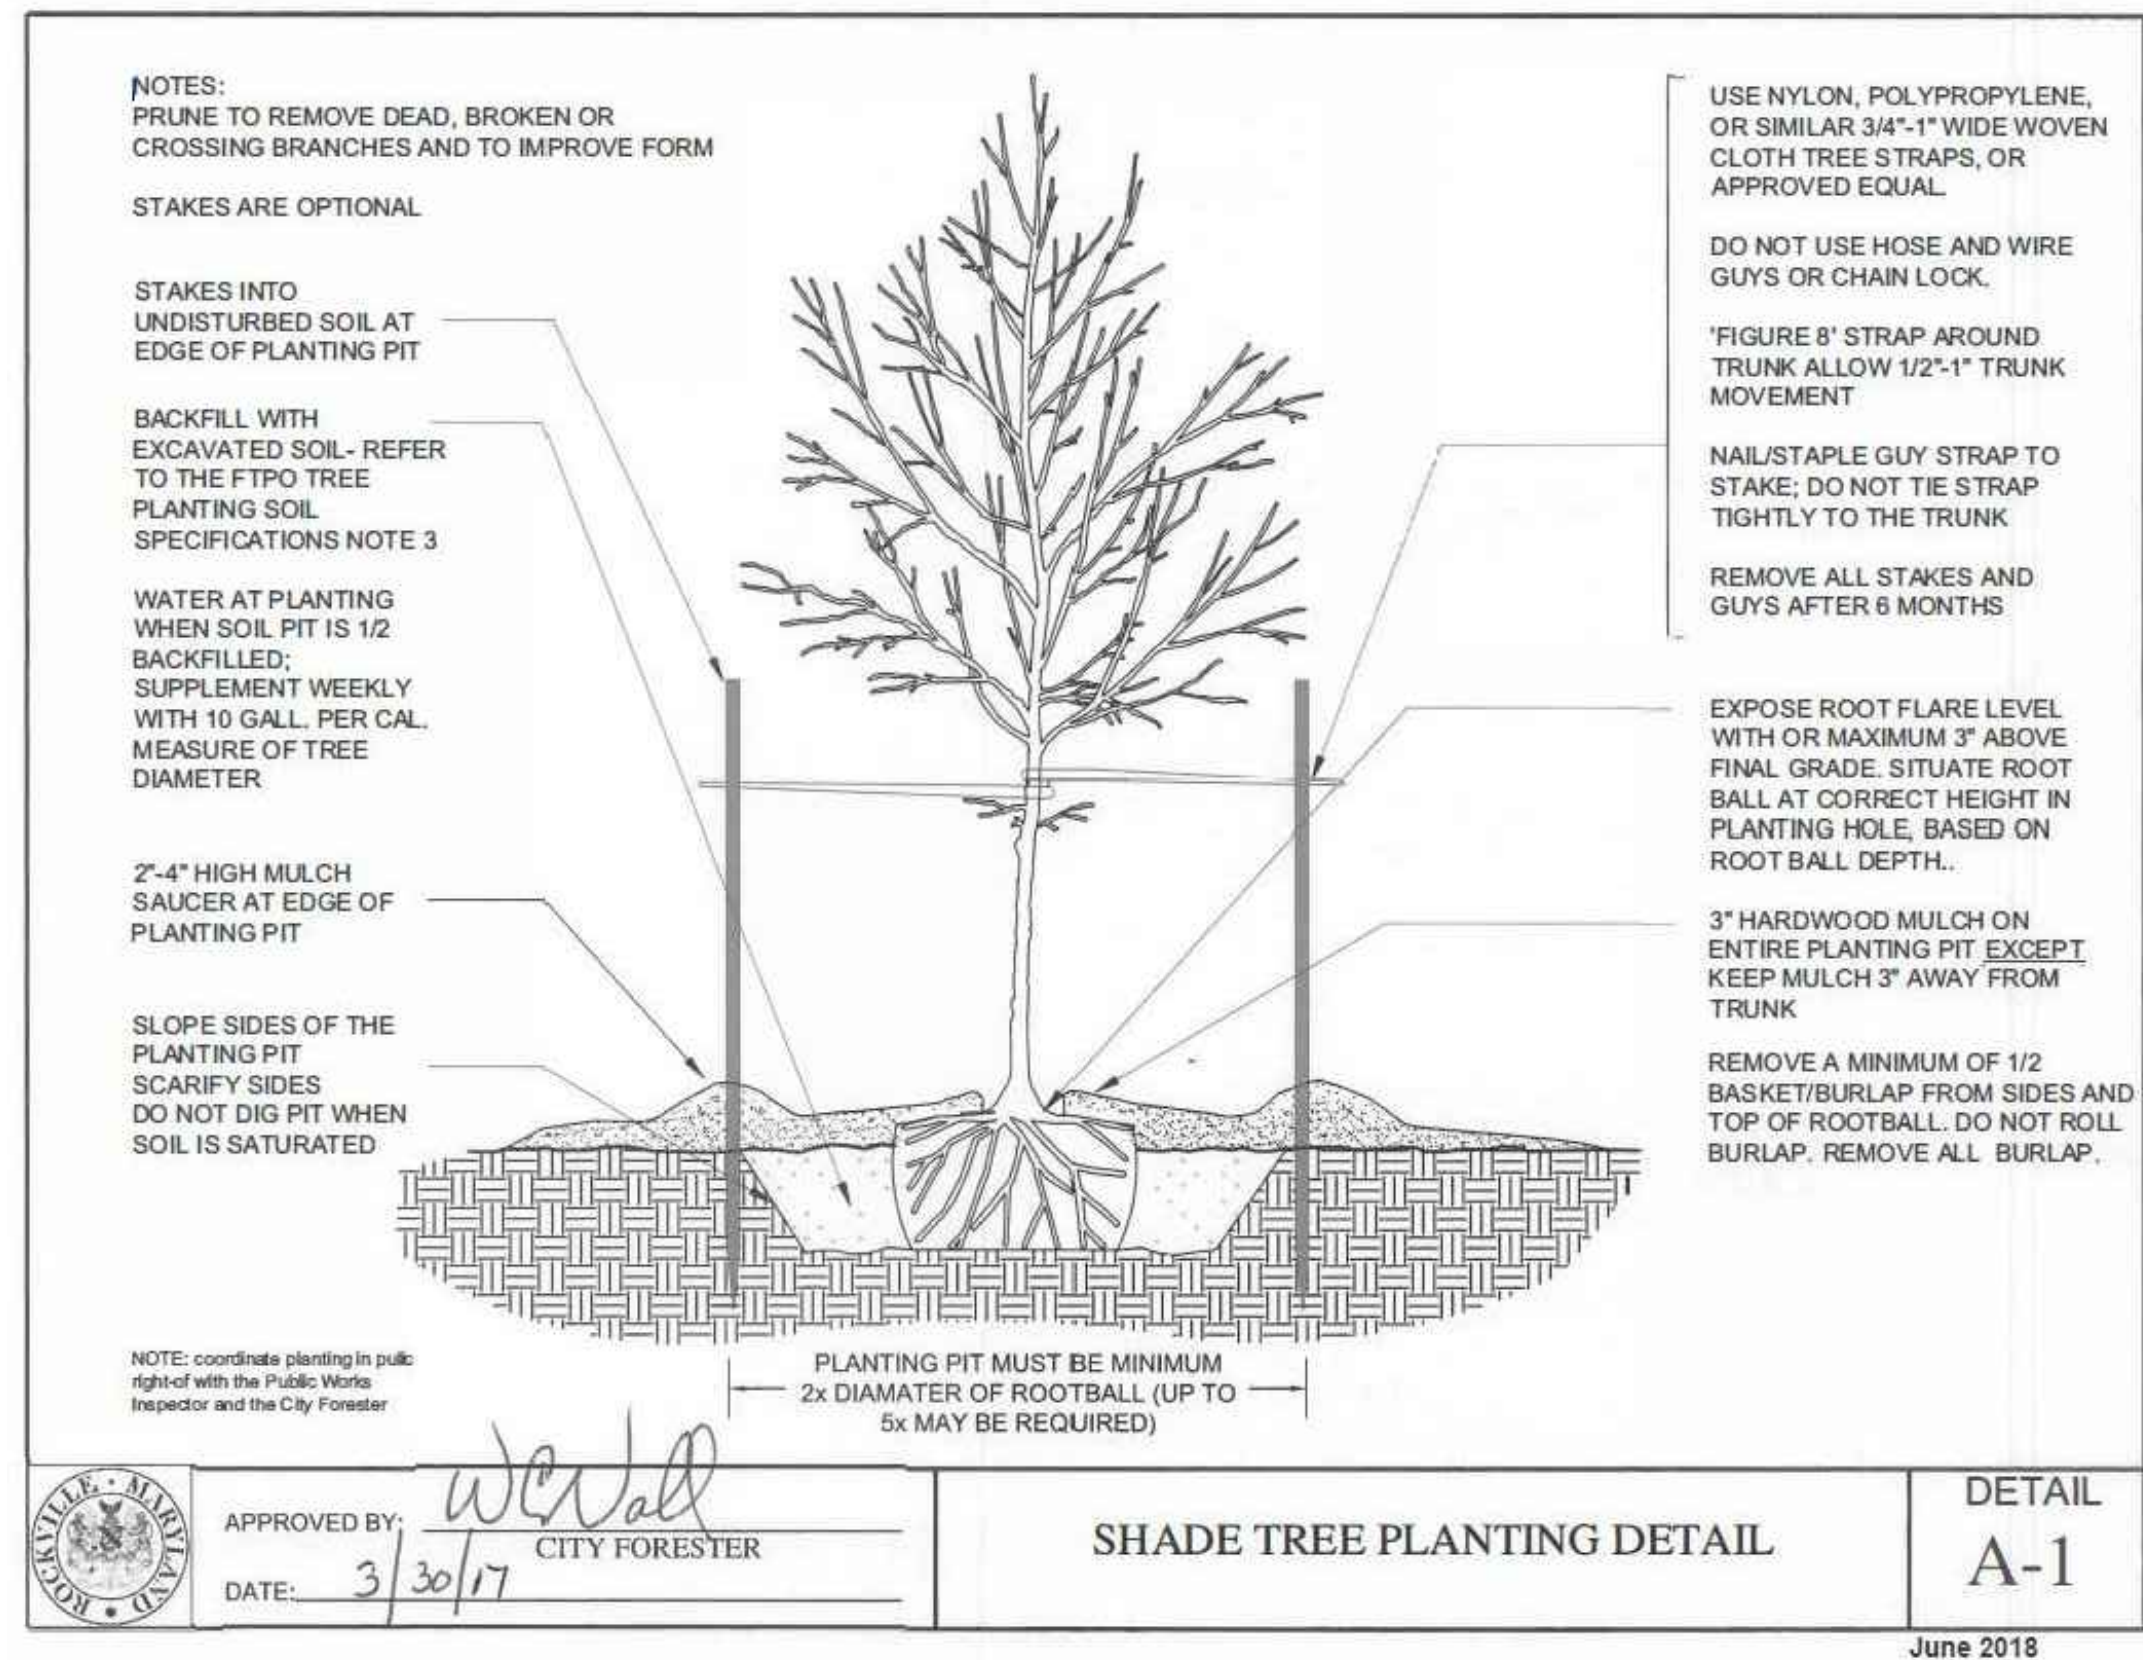 NOTES:
PRUNE TO REMOVE DEAD, BROKEN OR
CROSSING BRANCHES AND TO IMPROVE FORM
STAKES ARE OPTIONAL
STAKES INTO
UNDISTURBED SOIL AT
EDGE OF PLANTING PIT
BACKFILL WITH
EXCAVATED SOIL- REFER
TO THE FTPO TREE
PLANTING SOIL
SPECIFICATIONS NOTE 3
WATER AT PLANTING
WHEN SOIL PIT IS 1/2
BACKFILLED;
SUPPLEMENT WEEKLY
WITH 10 GALL. PER CAL.
MEASURE OF TREE
DIAMETER
2"-4" HIGH MULCH
SAUCER AT EDGE OF
PLANTING PIT
SLOPE SIDES OF THE
PLANTING PIT
SCARIFY SIDES
DO NOT DIG PIT WHEN
SOIL IS SATURATED
NOTE: coordinate planting in pulic
right-of with the Public Works
Inspector and the City Forester
USE NYLON, POLYPROPYLENE,
OR SIMILAR 3/4"-1" WIDE WOVEN
CLOTH TREE STRAPS, OR
APPROVED EQUAL.
DO NOT USE HOSE AND WIRE
GUYS OR CHAIN LOCK.
'FIGURE 8' STRAP AROUND
TRUNK ALLOW 1/2"-1" TRUNK
MOVEMENT
NAIL/STAPLE GUY STRAP TO
STAKE; DO NOT TIE STRAP
TIGHTLY TO THE TRUNK
REMOVE ALL STAKES AND
GUYS AFTER 6 MONTHS
EXPOSE ROOT FLARE LEVEL
WITH OR MAXIMUM 3" ABOVE
FINAL GRADE. SITUATE ROOT
BALL AT CORRECT HEIGHT IN
PLANTING HOLE, BASED ON
ROOT BALL DEPTH..
3" HARDWOOD MULCH ON
ENTIRE PLANTING PIT EXCEPT
KEEP MULCH 3" AWAY FROM
TRUNK
REMOVE A MINIMUM OF 1/2
BASKET/BURLAP FROM SIDES AND
TOP OF ROOTBALL. DO NOT ROLL
BURLAP. REMOVE ALL BURLAP.
PLANTING PIT MUST BE MINIMUM
2x DIAMATER OF ROOTBALL (UP TO
5x MAY BE REQUIRED)
ROCKVILLE • MARYLAND •
APPROVED BY: WCWall
CITY FORESTER
DATE: 3/30/17
SHADE TREE PLANTING DETAIL
DETAIL
A-1
June 2018